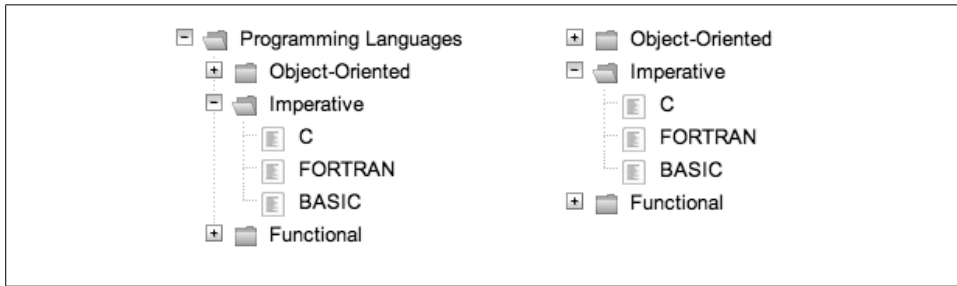 Programming Languages
Object-Oriented
Imperative
C
FORTRAN
BASIC
Functional
Object-Oriented
Imperative
C
FORTRAN
BASIC
Functional